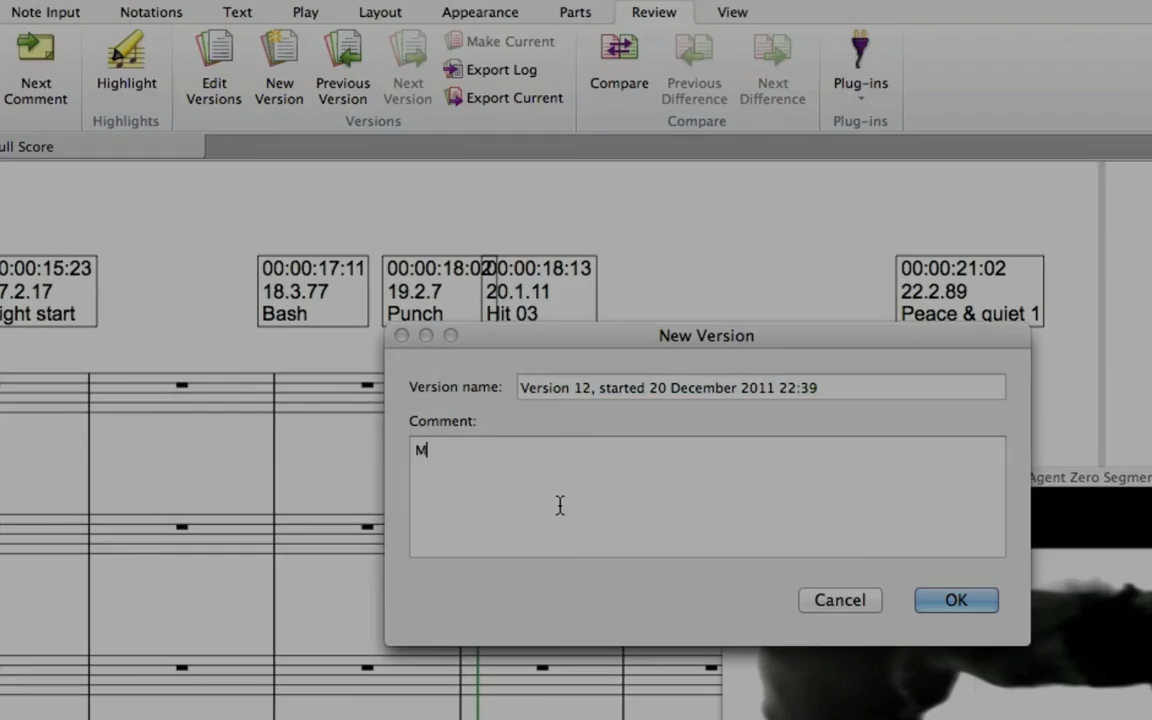 Note Input Notations Text Play Layout Appearance Parts Review View
Next Comment
Highlight
Edit Versions
New Version
Previous Version
Next Version
Make Current
Export Log
Export Current
Compare
Previous Difference
Next Difference
Plug-ins
Highlights Versions Compare Plug-ins
ull Score
0:00:15:23
7.2.17
ight start
00:00:17:11
18.3.77
Bash
00:00:18:02
19.2.7
Punch
00:00:18:13
20.1.11
Hit 03
00:00:21:02
22.2.89
Peace & quiet 1
New Version
Version name: Version 12, started 20 December 2011 22:39
Comment:
M
Agent Zero Segmen
Cancel OK